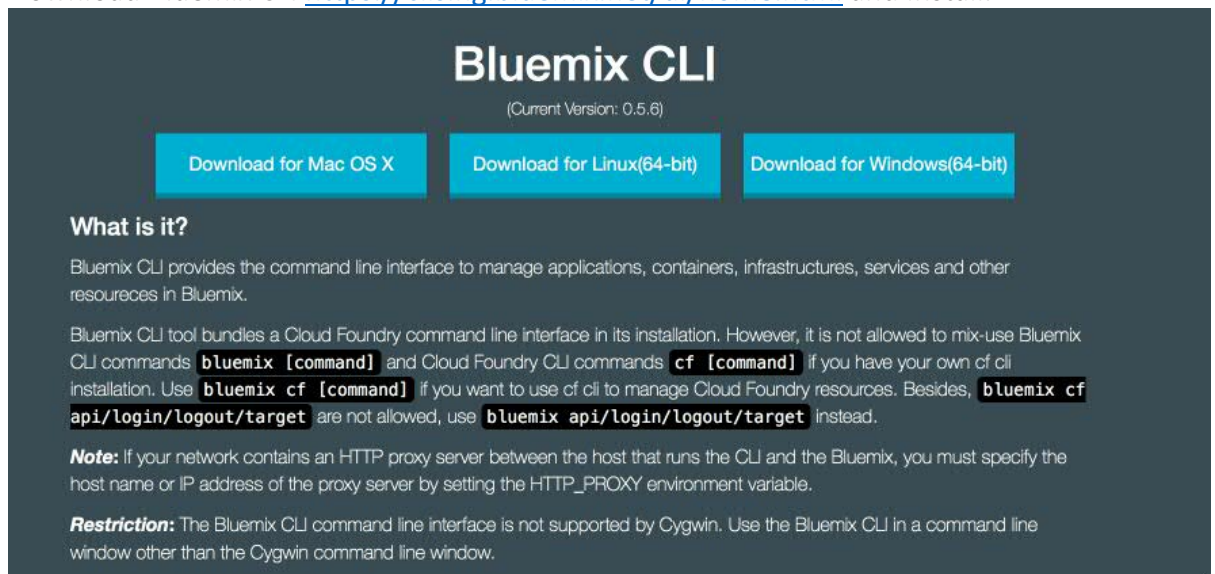 Bluemix CLI
(Current Version: 0.5.6)
Download for Mac OS X Download for Linux(64-bit) Download for Windows(64-bit)
What is it?
Bluemix CLI provides the command line interface to manage applications, containers, infrastructures, services and other
resoureces in Bluemix.
Bluemix CLI tool bundles a Cloud Foundry command line interface in its installation. However, it is not allowed to mix-use Bluemix
CLI commands bluemix [command] and Cloud Foundry CLI commands cf [command] if you have your own cf cli
installation. Use bluemix cf [command] if you want to use cf cli to manage Cloud Foundry resources. Besides, bluemix cf
api/login/logout/target are not allowed, use bluemix api/login/logout/target instead.
Note: If your network contains an HTTP proxy server between the host that runs the CLI and the Bluemix, you must specify the
host name or IP address of the proxy server by setting the HTTP_PROXY environment variable.
Restriction: The Bluemix CLI command line interface is not supported by Cygwin. Use the Bluemix CLI in a command line
window other than the Cygwin command line window.